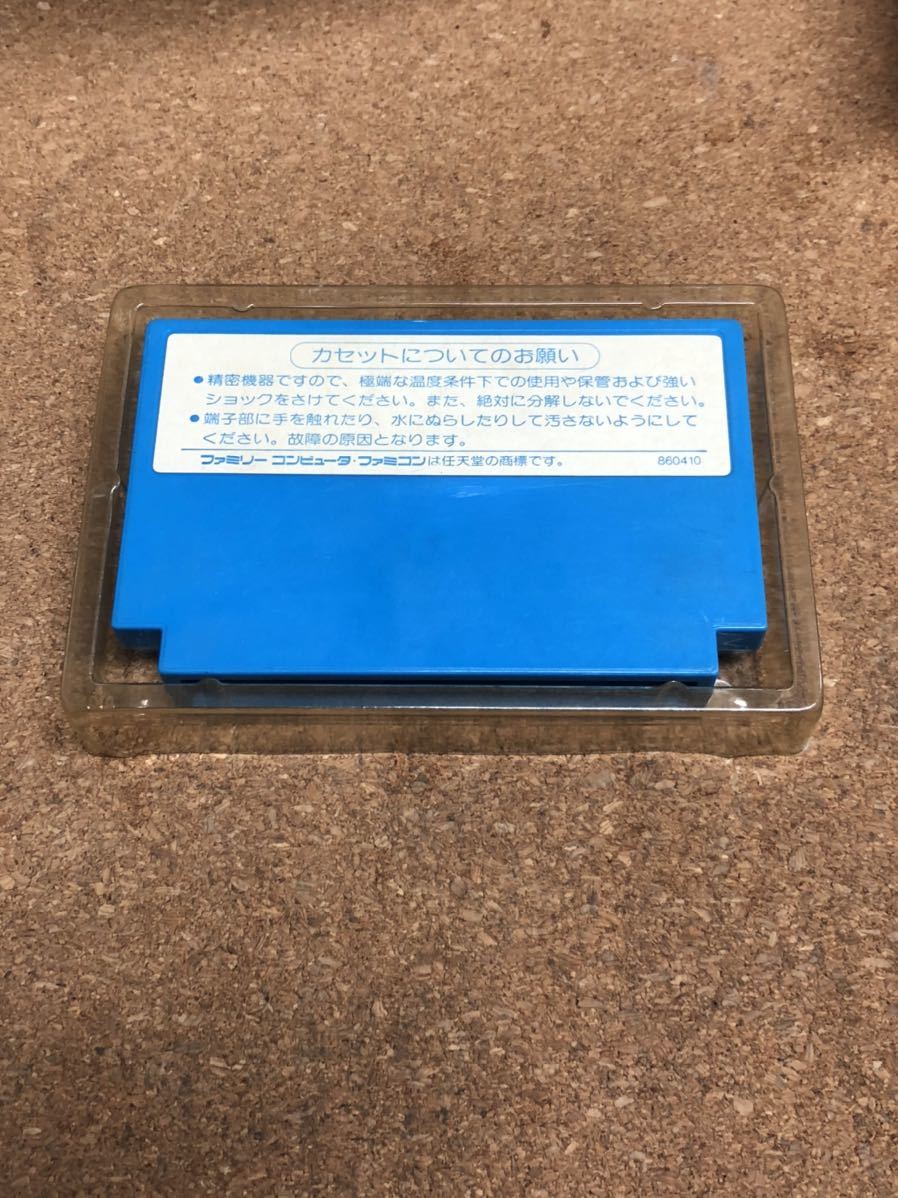 カセットについてのお願い
●精密機器ですので、極端な温度条件下での使用や保管および強い
ショックをさけてください。また、絶対に分解しないでください。
●端子部に手を触れたり、水にぬらしたりして汚さないようにして
ください。故障の原因となります。
ファミリー コンピュータ・ファミコンは任天堂の商標です。 860410